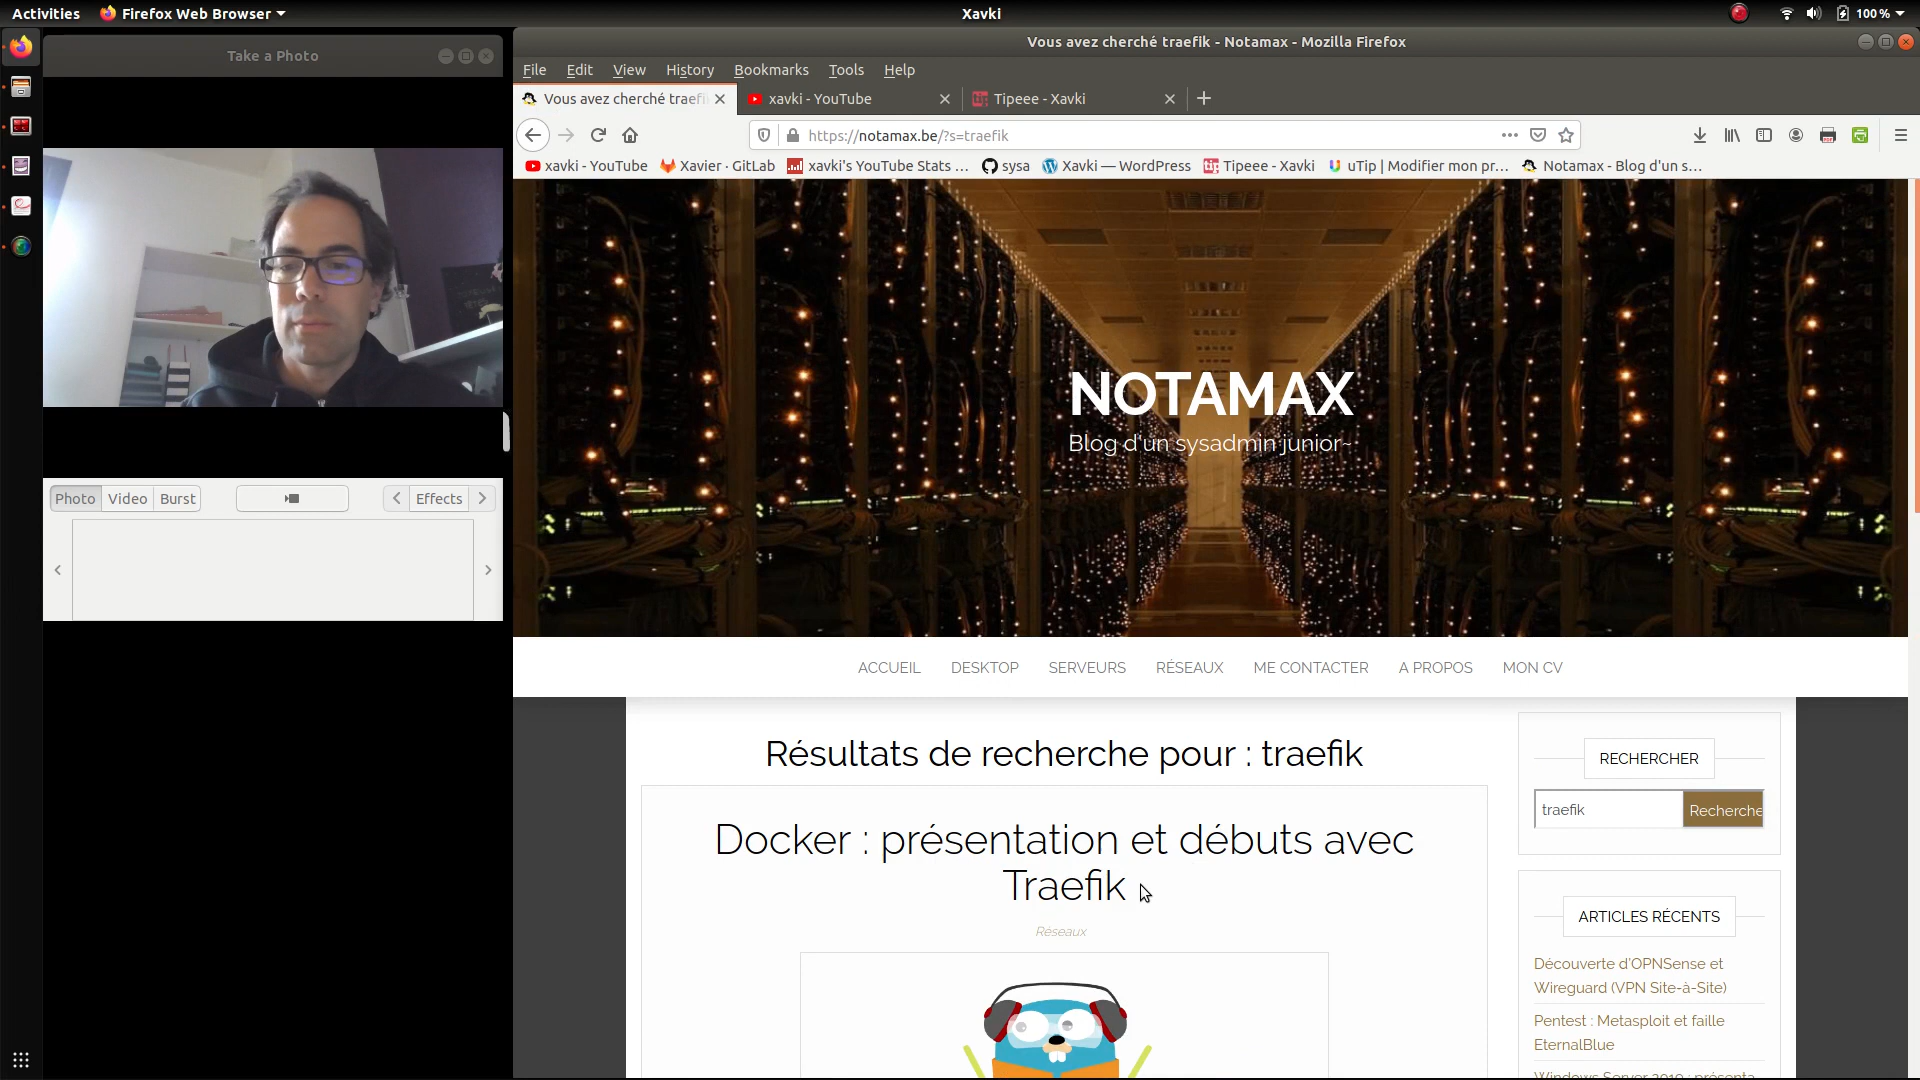 Activities
Firefox Web Browser
Xavki
100 %
Take a Photo
Photo
Video
Burst
Effects
Vous avez cherché traefik - Notamax - Mozilla Firefox
File Edit View History Bookmarks Tools Help
Vous avez cherché traefi
xavki - YouTube
Tipeee - Xavki
https://notamax.be/?s=traefik
xavki - YouTube
Xavier · GitLab
xavki's YouTube Stats ...
sysa
Xavki — WordPress
Tipeee - Xavki
uTip | Modifier mon pr...
Notamax - Blog d'un s...
NOTAMAX
Blog d'un sysadmin junior~
ACCUEIL
DESKTOP
SERVEURS
RÉSEAUX
ME CONTACTER
A PROPOS
MON CV
Résultats de recherche pour : traefik
Docker : présentation et débuts avec
Traefik
Réseaux
RECHERCHER
traefik
Recherche
ARTICLES RÉCENTS
Découverte d'OPNSense et
Wireguard (VPN Site-à-Site)
Pentest : Metasploit et faille
EternalBlue
Windows Server 2019 : présenta